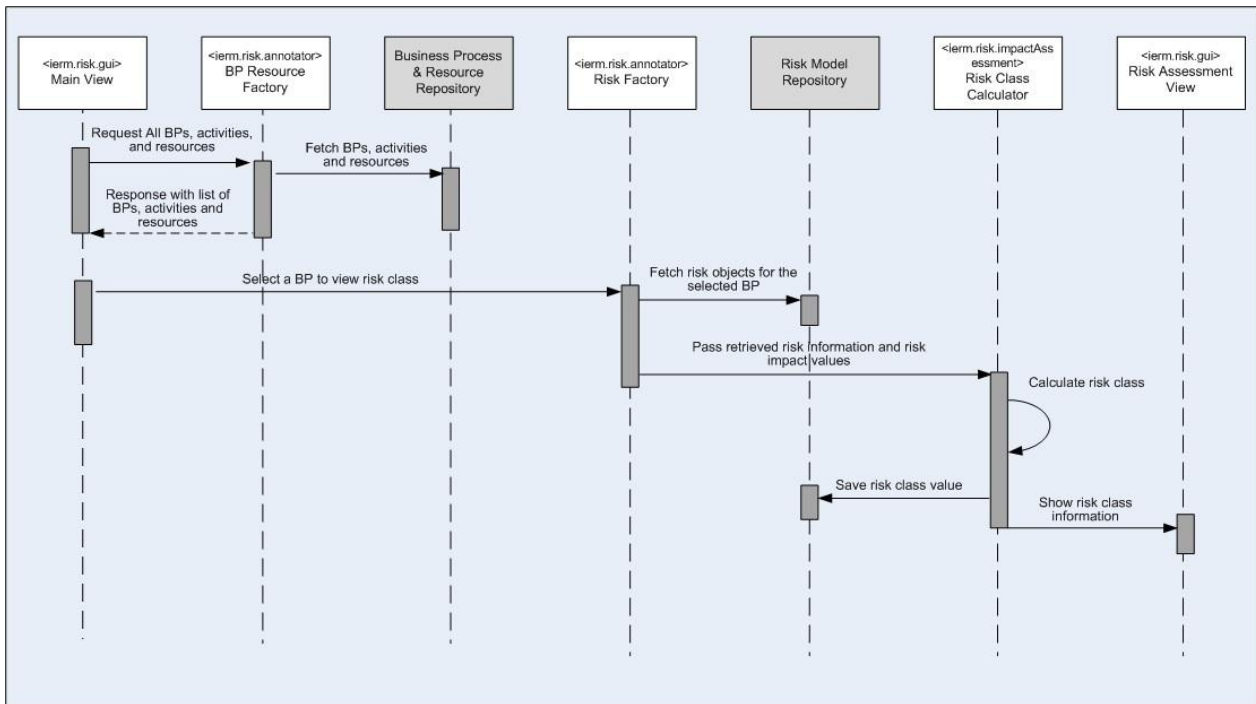 <ierm.risk.gui>
Main View
<ierm.risk.annotator>
BP Resource
Factory
Business Process
& Resource
Repository
<ierm.risk.annotator>
Risk Factory
Risk Model
Repository
<ierm.risk.impactAss
essment>
Risk Class
Calculator
<ierm.risk.gui>
Risk Assessment
View
Request All BPs, activities,
and resources
Fetch BPs, activities
and resources
Response with list of
BPs, activities and
resources
Select a BP to view risk class
Fetch risk objects for the
selected BP
Pass retrieved risk information and risk
impact values
Calculate risk class
Save risk class value
Show risk class
information